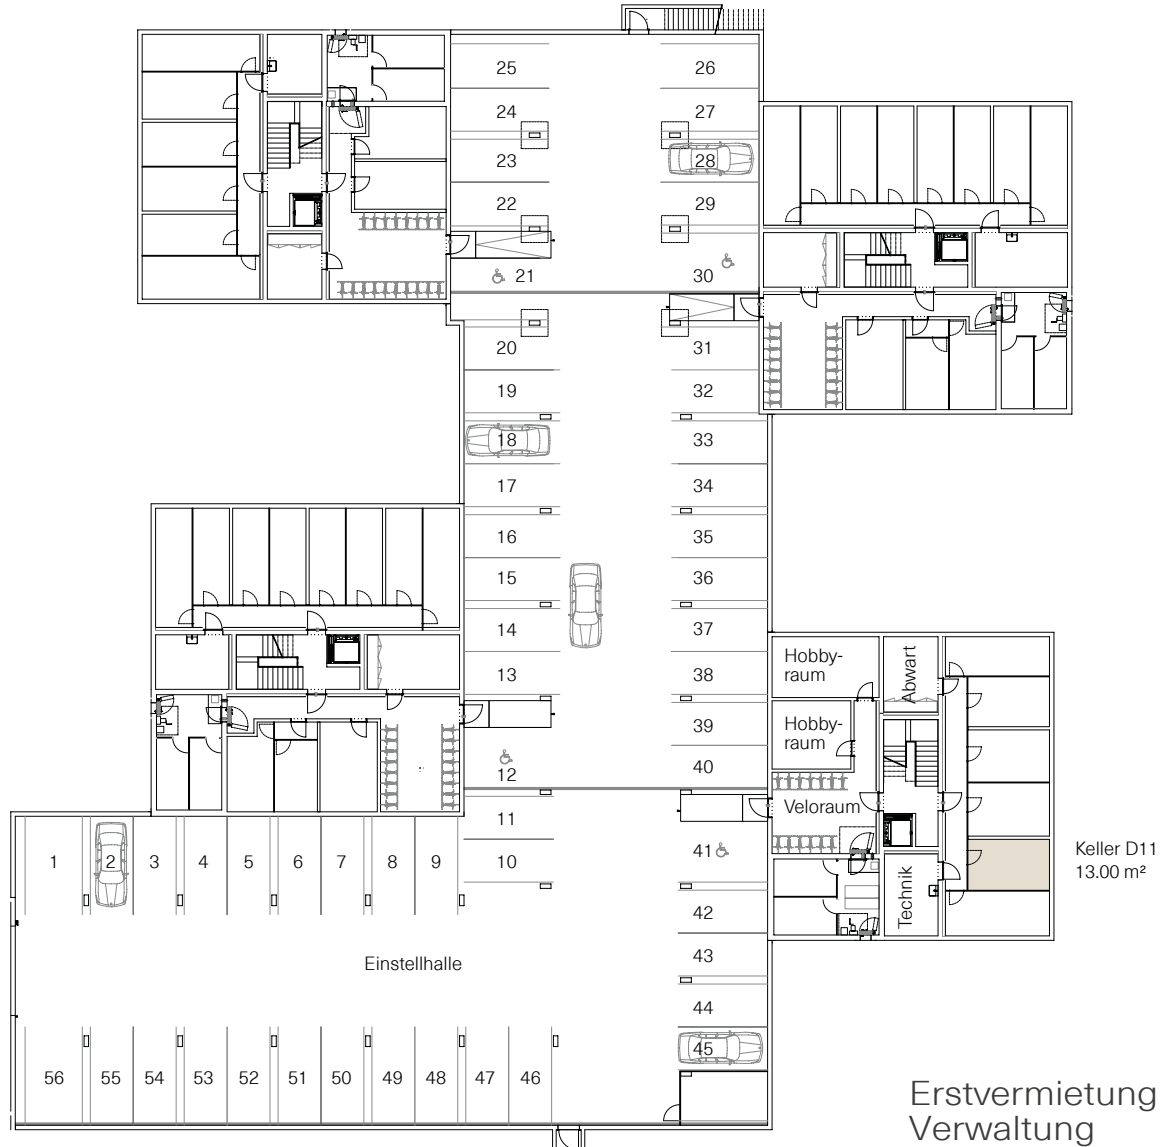 25 26
24 27
23 28
22 29
21 30
20 31
19 32
18 33
17 34
16 35
15 36
14 37
13 38
39
12 40
11
10 41
42
43
44
45
Hobby-
raum
Abwart
Hobby-
raum
Veloraum
Technik
Keller D11
13.00 m²
1 2 3 4 5 6 7 8 9
Einstellhalle
56 55 54 53 52 51 50 49 48 47 46
Erstvermietung
Verwaltung